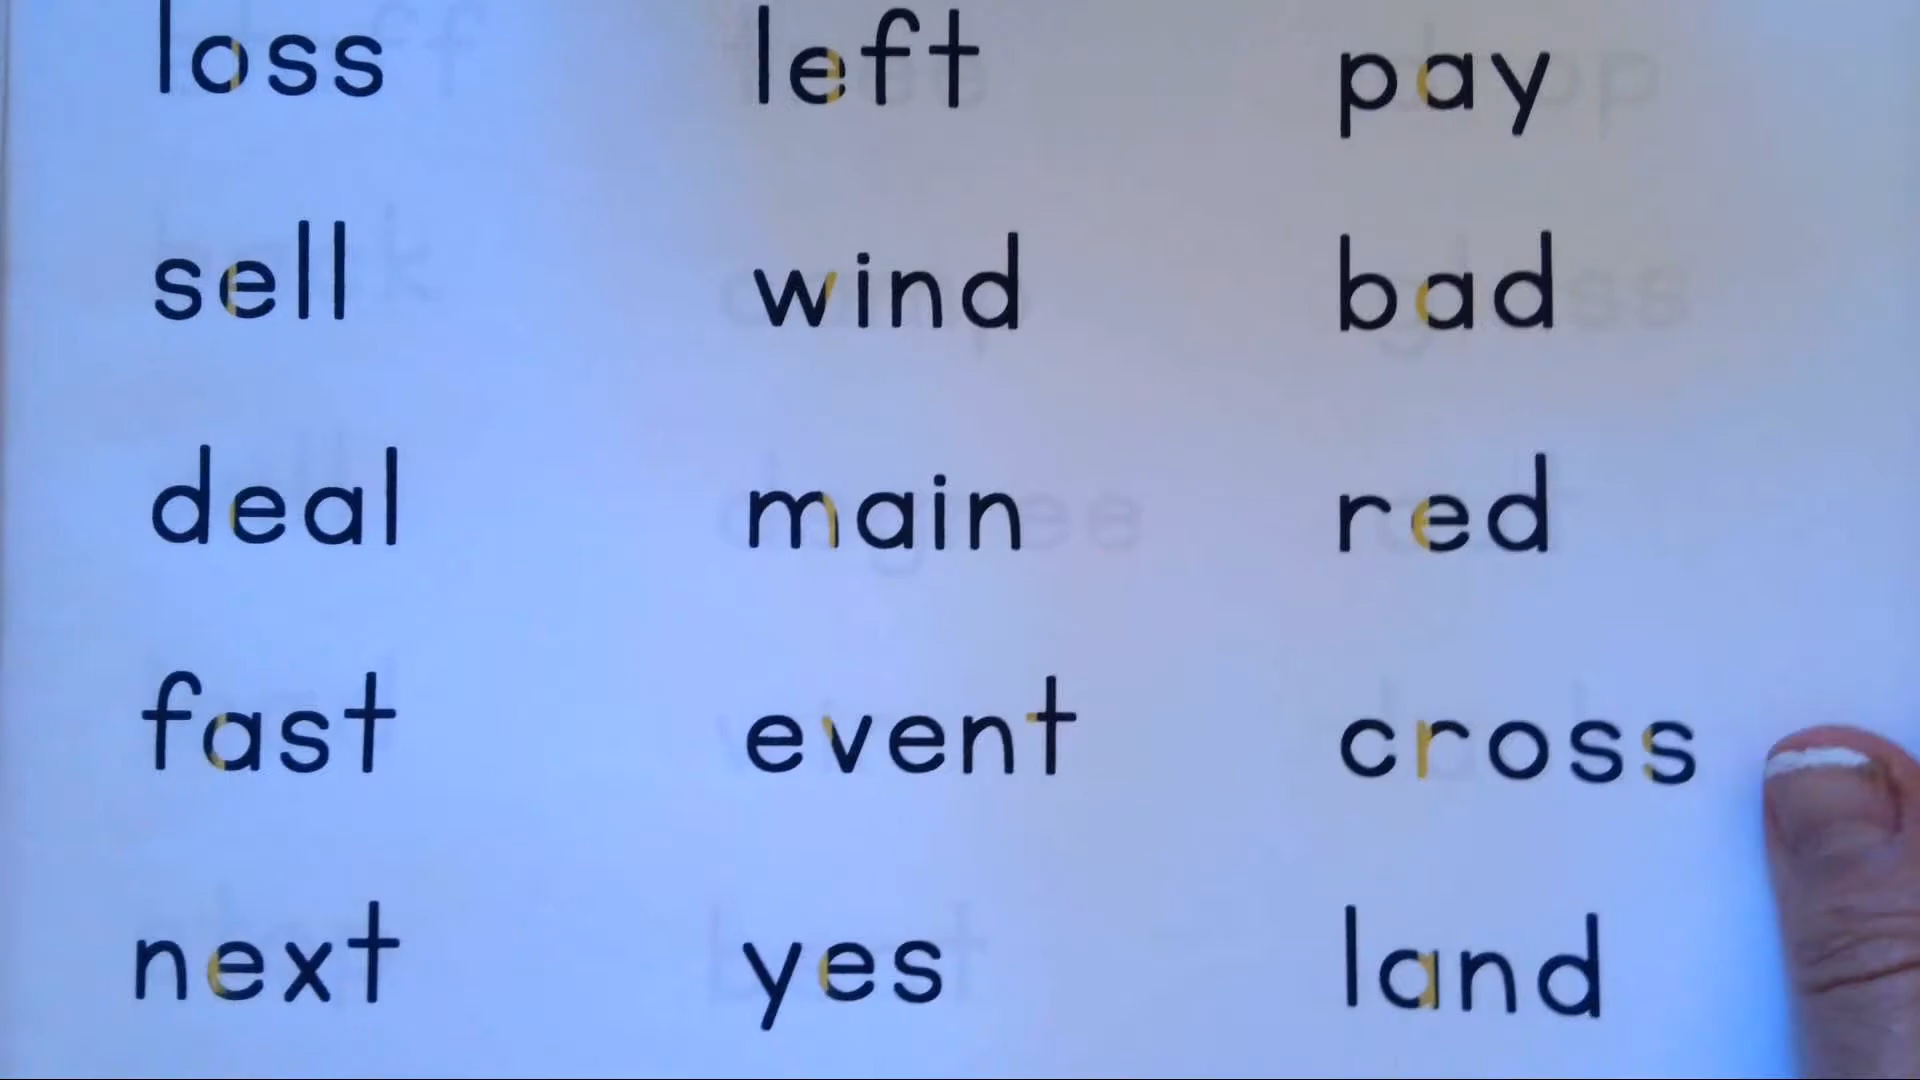 loss left pay
sell wind bad
deal main red
fast event cross
next yes land